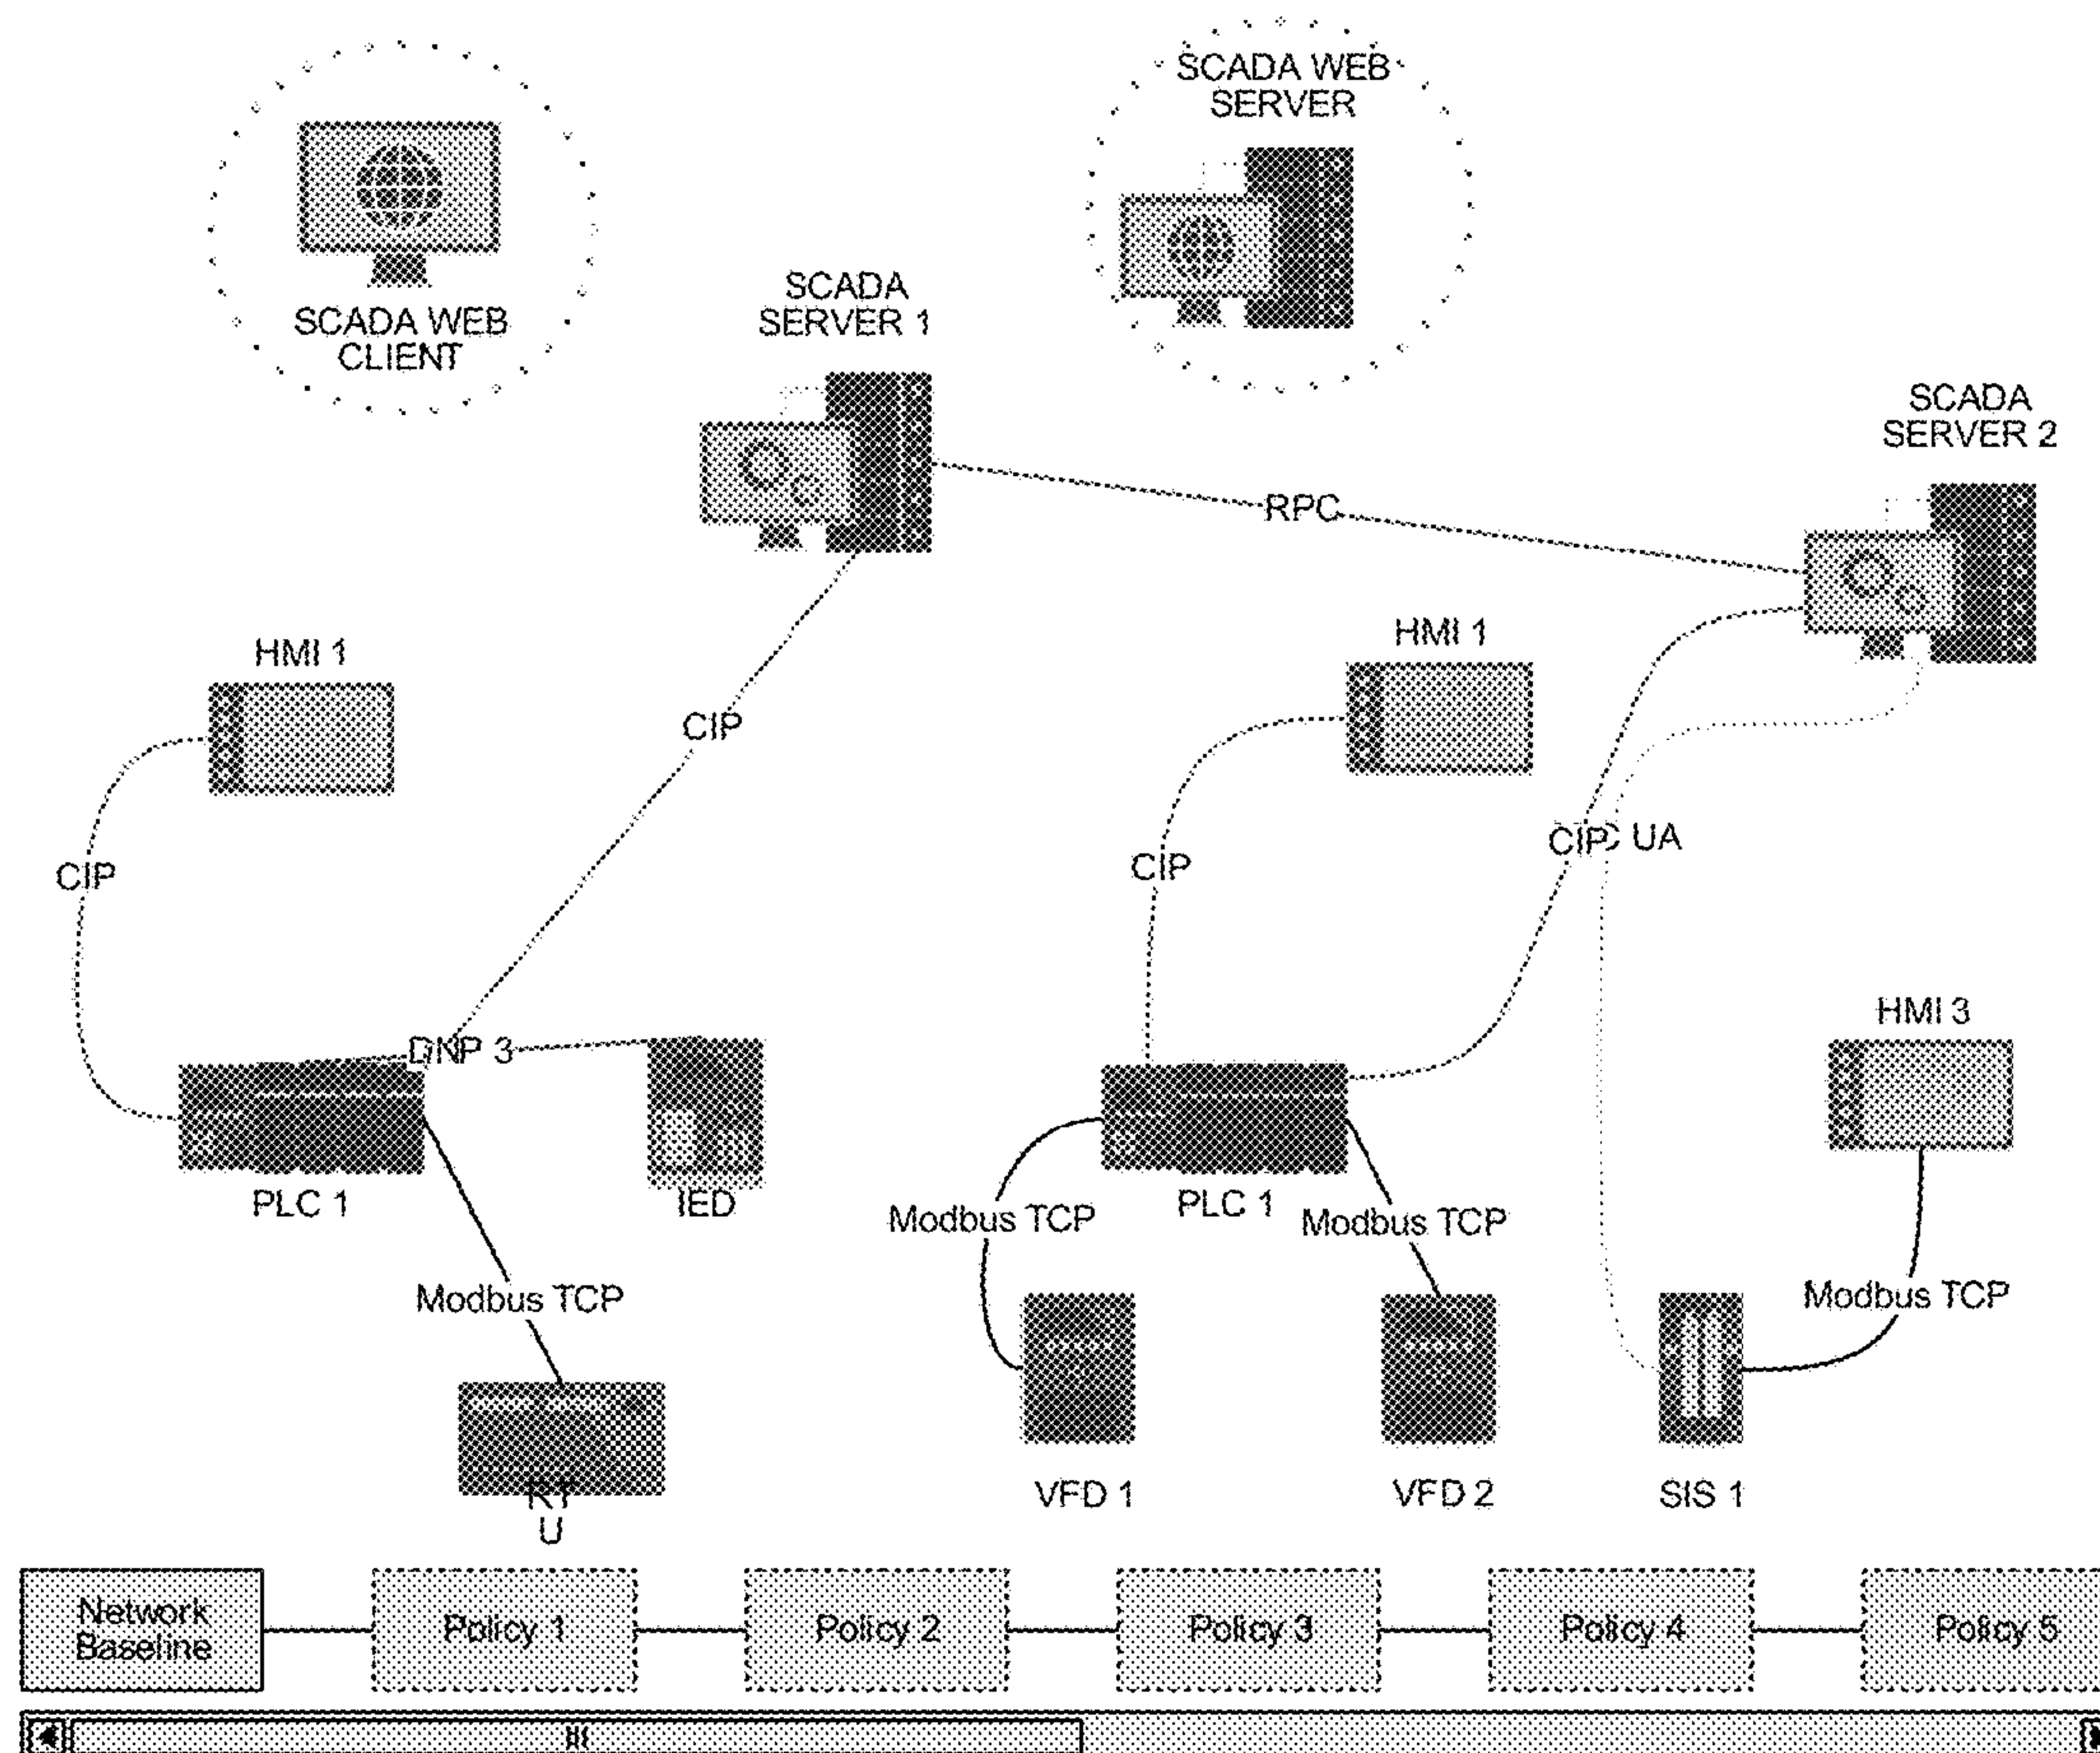 SCADA WEB
SERVER
SCADA WEB
CLIENT
SCADA
SERVER 1
SCADA
SERVER 2
RPC
HMI 1
HMI 1
CIP
CIP
CIP
CIP
UA
HMI 3
DNP 3
PLC 1
IED
PLC 1
Modbus TCP
Modbus TCP
Modbus TCP
Modbus TCP
RT
U
VFD 1
VFD 2
SIS 1
Network
Baseline
Policy 1
Policy 2
Policy 3
Policy 4
Policy 5